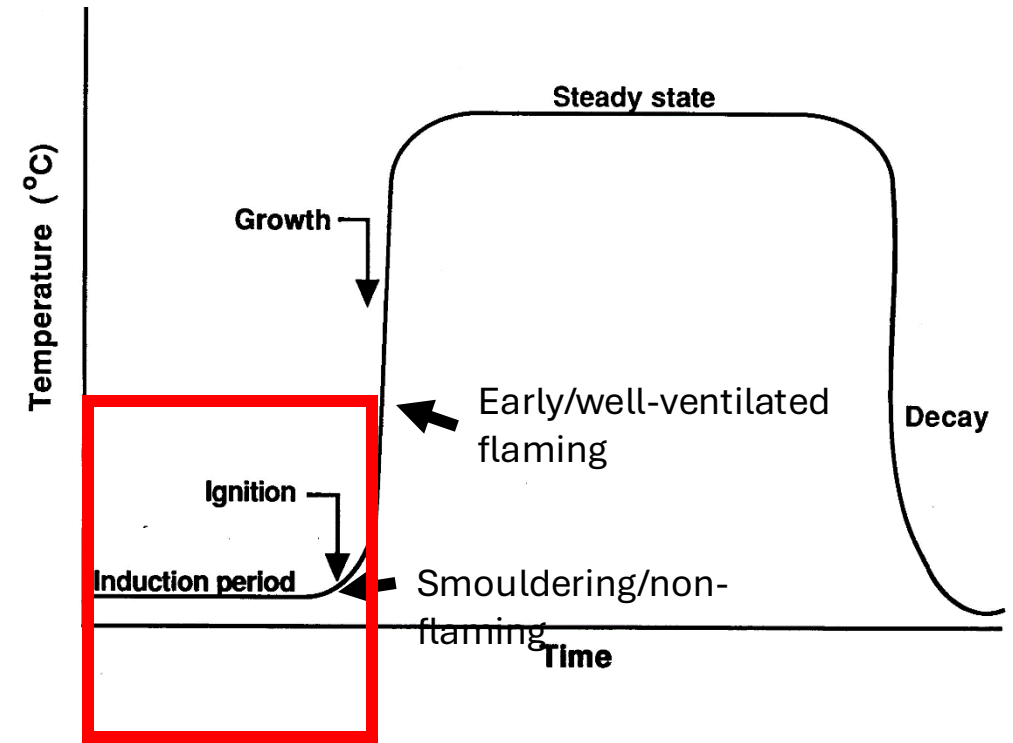 Steady state
Temperature (°C)
Growth
Early/well-ventilated
flaming
Decay
Ignition
Induction period
Smouldering/non-
flaming
Time